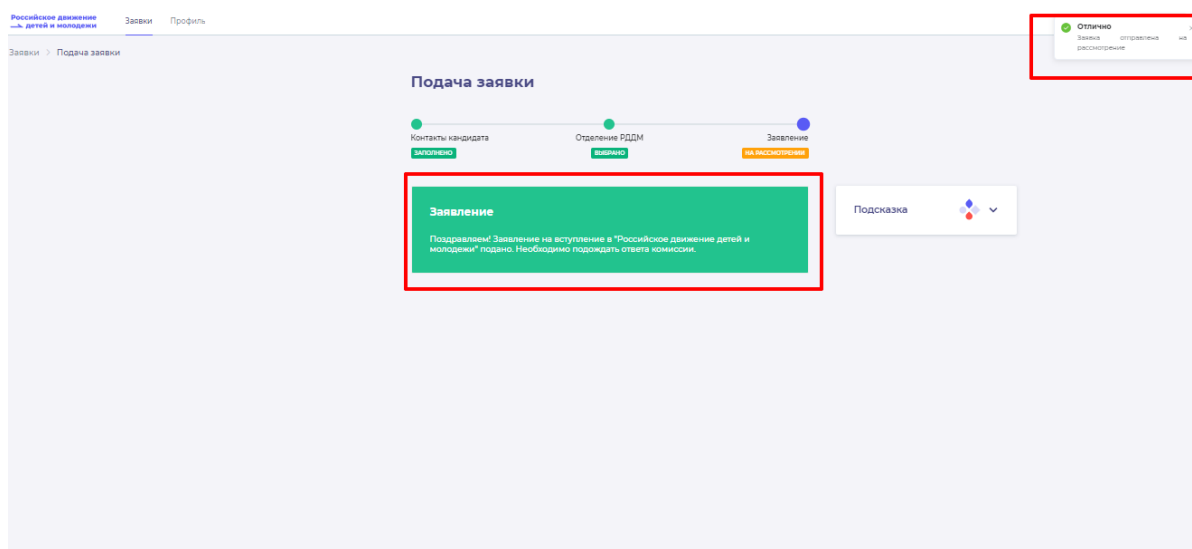 Российское движение
детей и молодежи
Заявки Профиль
Отлично
Заявка отправлена на
рассмотрение
Заявки > Подача заявки
Подача заявки
Контакты кандидата Отделение РДДМ Заявление
ЗАПОЛНЕНО ВЫБРАНО НА РАССМОТРЕНИИ
Заявление
Поздравляем! Заявление на вступление в "Российское движение детей и
молодежи" подано. Необходимо подождать ответа комиссии.
Подсказка